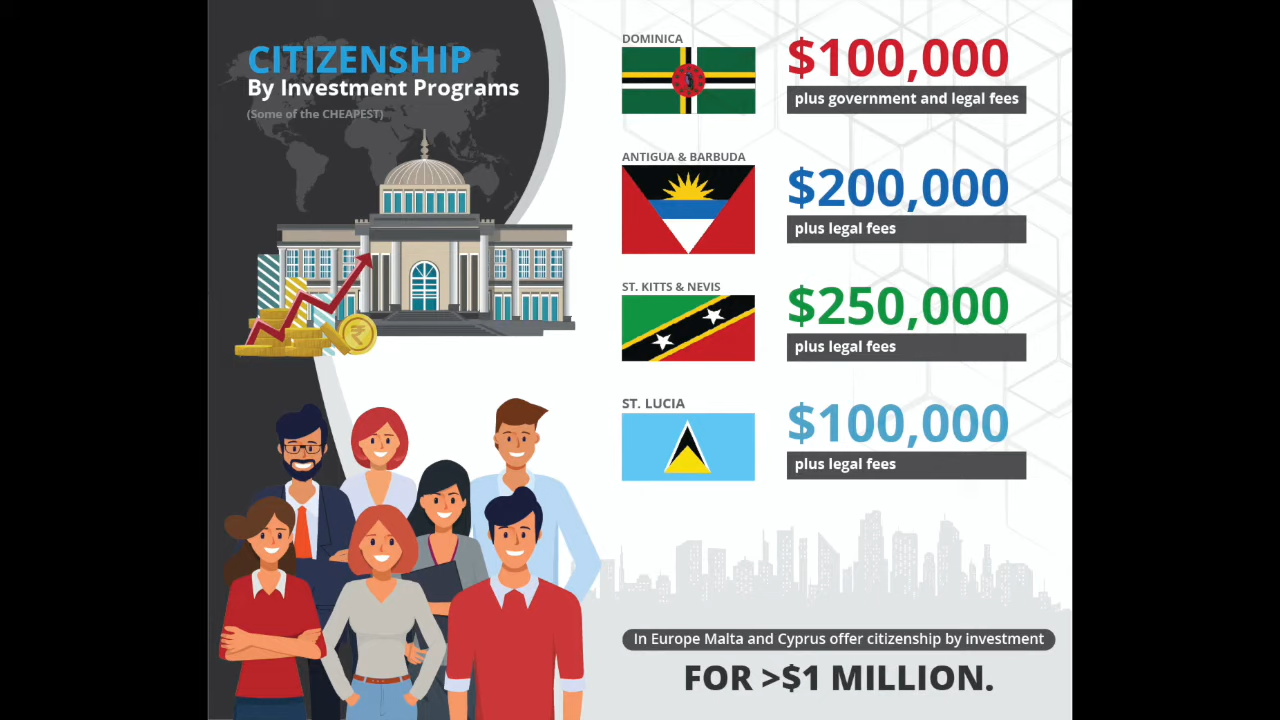 CITIZENSHIP
By Investment Programs
(Some of the CHEAPEST)
DOMINICA
$100,000
plus government and legal fees
ANTIGUA & BARBUDA
$200,000
plus legal fees
ST. KITTS & NEVIS
$250,000
plus legal fees
ST. LUCIA
$100,000
plus legal fees
₹
In Europe Malta and Cyprus offer citizenship by investment
FOR >$1 MILLION.